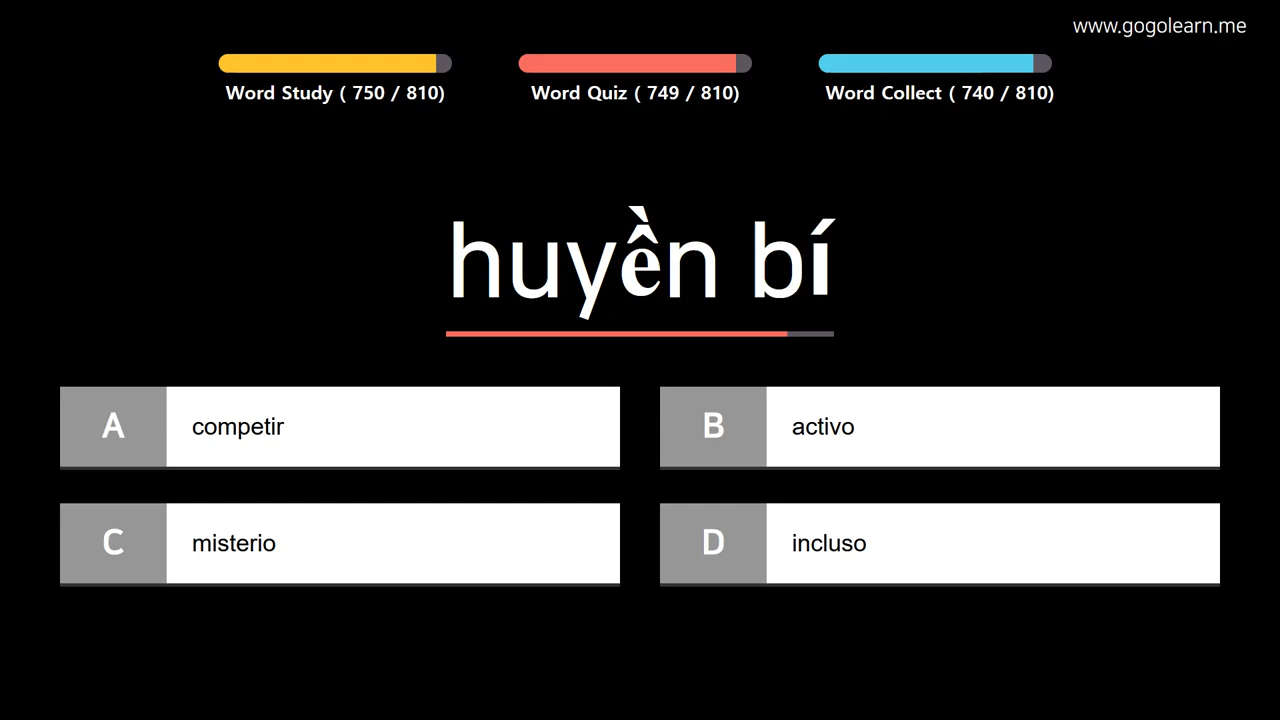 www.gogolearn.me
Word Study ( 750 / 810)
Word Quiz ( 749 / 810)
Word Collect ( 740 / 810)
huyền bí
A competir
B activo
C misterio
D incluso